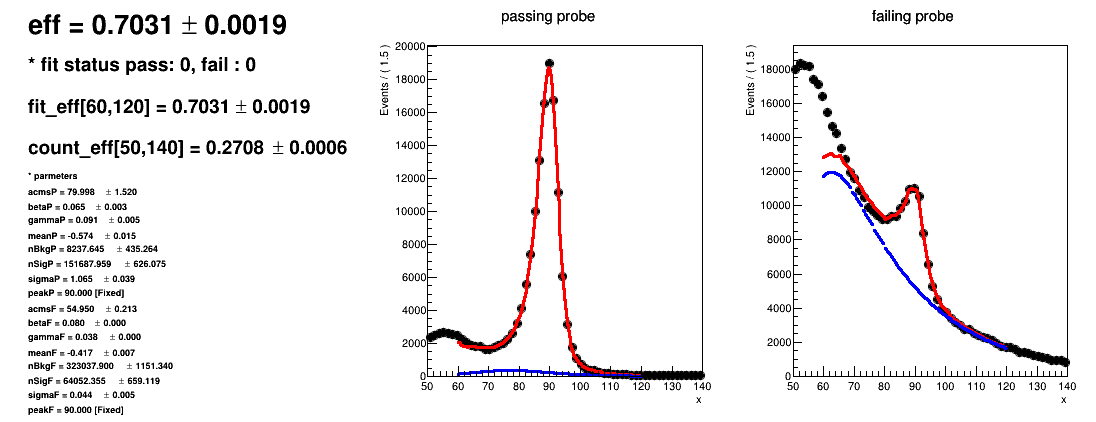 eff = 0.7031 ± 0.0019
* fit status pass: 0, fail : 0
fit_eff[60,120] = 0.7031 ± 0.0019
count_eff[50,140] = 0.2708 ± 0.0006
* parmeters
acmsP = 79.998 ± 1.520
betaP = 0.065 ± 0.003
gammaP = 0.091 ± 0.005
meanP = -0.574 ± 0.015
nBkgP = 8237.645 ± 435.264
nSigP = 151687.959 ± 626.075
sigmaP = 1.065 ± 0.039
peakP = 90.000 [Fixed]
acmsF = 54.950 ± 0.213
betaF = 0.080 ± 0.000
gammaF = 0.038 ± 0.000
meanF = -0.417 ± 0.007
nBkgF = 323037.900 ± 1151.340
nSigF = 64052.355 ± 659.119
sigmaF = 0.044 ± 0.005
peakF = 90.000 [Fixed]
passing probe
Events / ( 1.5 )
20000
18000
16000
14000
12000
10000
8000
6000
4000
2000
0
50 60 70 80 90 100 110 120 130 140
x
failing probe
Events / ( 1.5 )
18000
16000
14000
12000
10000
8000
6000
4000
2000
0
50 60 70 80 90 100 110 120 130 140
x